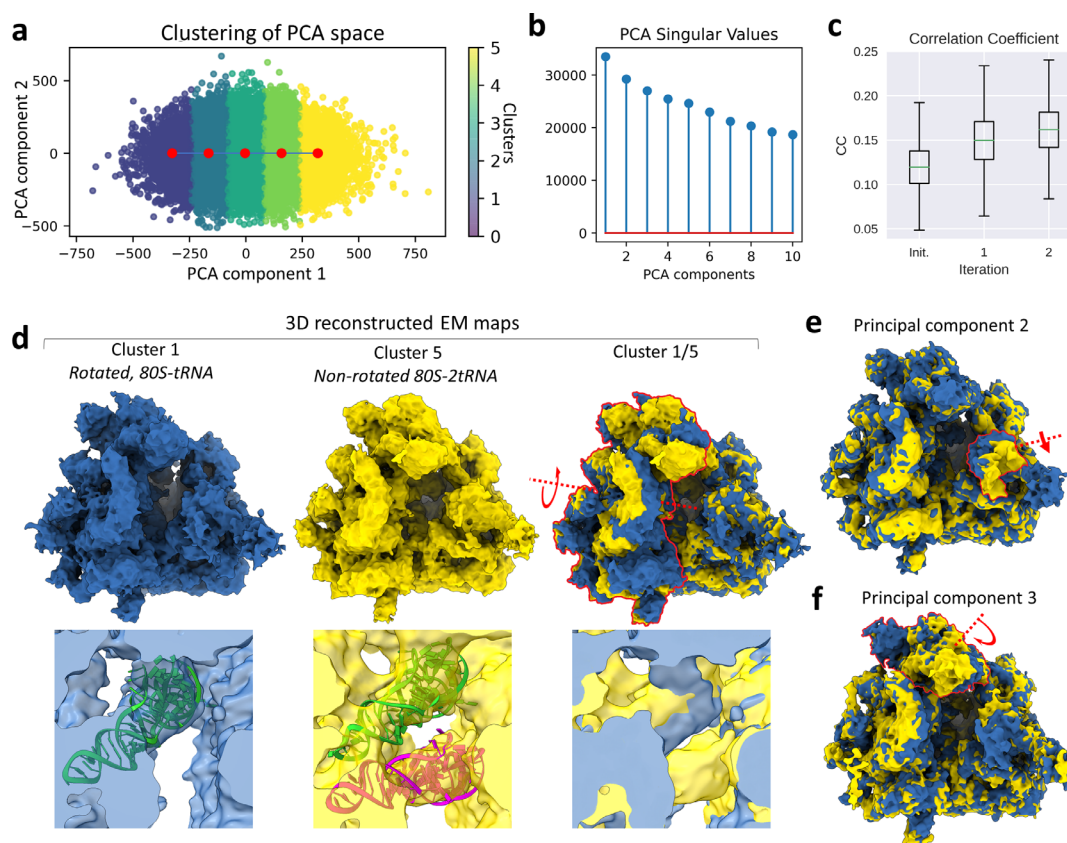 a
Clustering of PCA space
PCA component 2
500
0
−500
−750
−500
−250
0
250
500
750
PCA component 1
5
4
3
2
1
0
Clusters
b
PCA Singular Values
30000
20000
10000
0
2
4
6
8
10
PCA components
c
Correlation Coefficient
CC
0.25
0.20
0.15
0.10
0.05
Init.
1
2
Iteration
d
3D reconstructed EM maps
Cluster 1
Rotated, 80S-tRNA
Cluster 5
Non-rotated 80S-2tRNA
Cluster 1/5
e
Principal component 2
f
Principal component 3